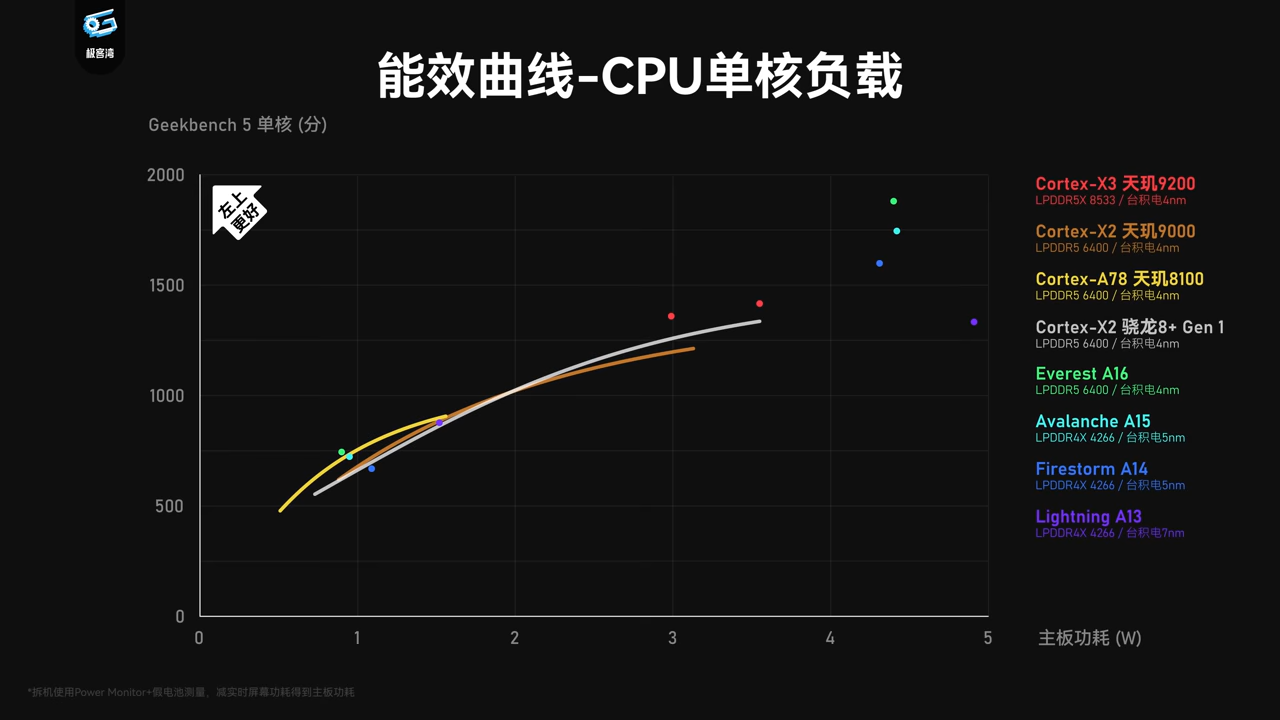 极客湾
能效曲线-CPU单核负载
Geekbench 5 单核 (分)
2000
1500
1000
500
0
0 1 2 3 4 5
主板功耗 (W)
左上
更好
Cortex-X3 天玑9200
LPDDR5X 8533 / 台积电4nm
Cortex-X2 天玑9000
LPDDR5 6400 / 台积电4nm
Cortex-A78 天玑8100
LPDDR5 6400 / 台积电4nm
Cortex-X2 骁龙8+ Gen 1
LPDDR5 6400 / 台积电4nm
Everest A16
LPDDR5 6400 / 台积电4nm
Avalanche A15
LPDDR4X 4266 / 台积电5nm
Firestorm A14
LPDDR4X 4266 / 台积电5nm
Lightning A13
LPDDR4X 4266 / 台积电7nm
*拆机使用Power Monitor+假电池测量，减实时屏幕功耗得到主板功耗